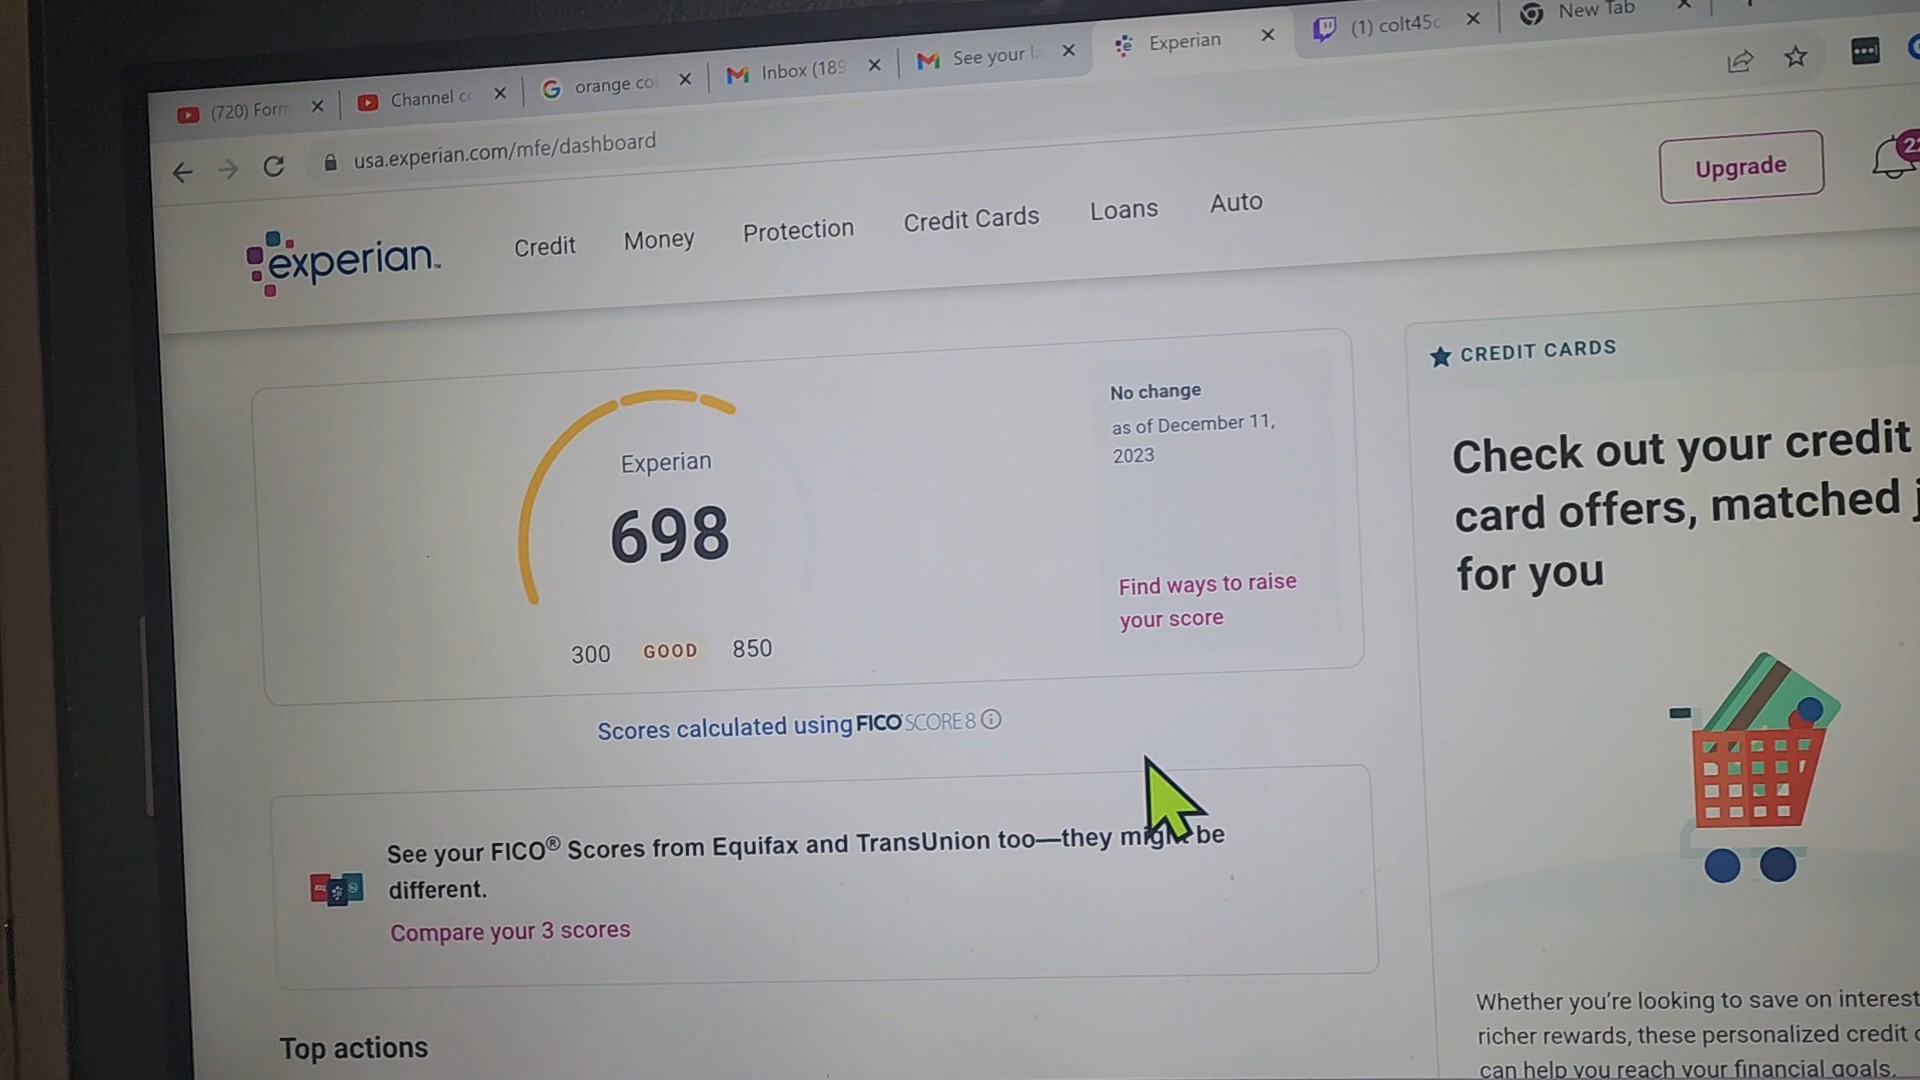 (720) Form
Channel co
orange co
Inbox (189
See your la
Experian
(1) colt45c
New Tab
usa.experian.com/mfe/dashboard
experian
Credit
Money
Protection
Credit Cards
Loans
Auto
Upgrade
Experian
698
300 GOOD 850
No change
as of December 11,
2023
Find ways to raise
your score
Scores calculated using FICO SCORE 8
See your FICO® Scores from Equifax and TransUnion too—they might be
different.
Compare your 3 scores
Top actions
CREDIT CARDS
Check out your credit
card offers, matched
for you
Whether you're looking to save on interest
richer rewards, these personalized credit
can help you reach your financial goals.